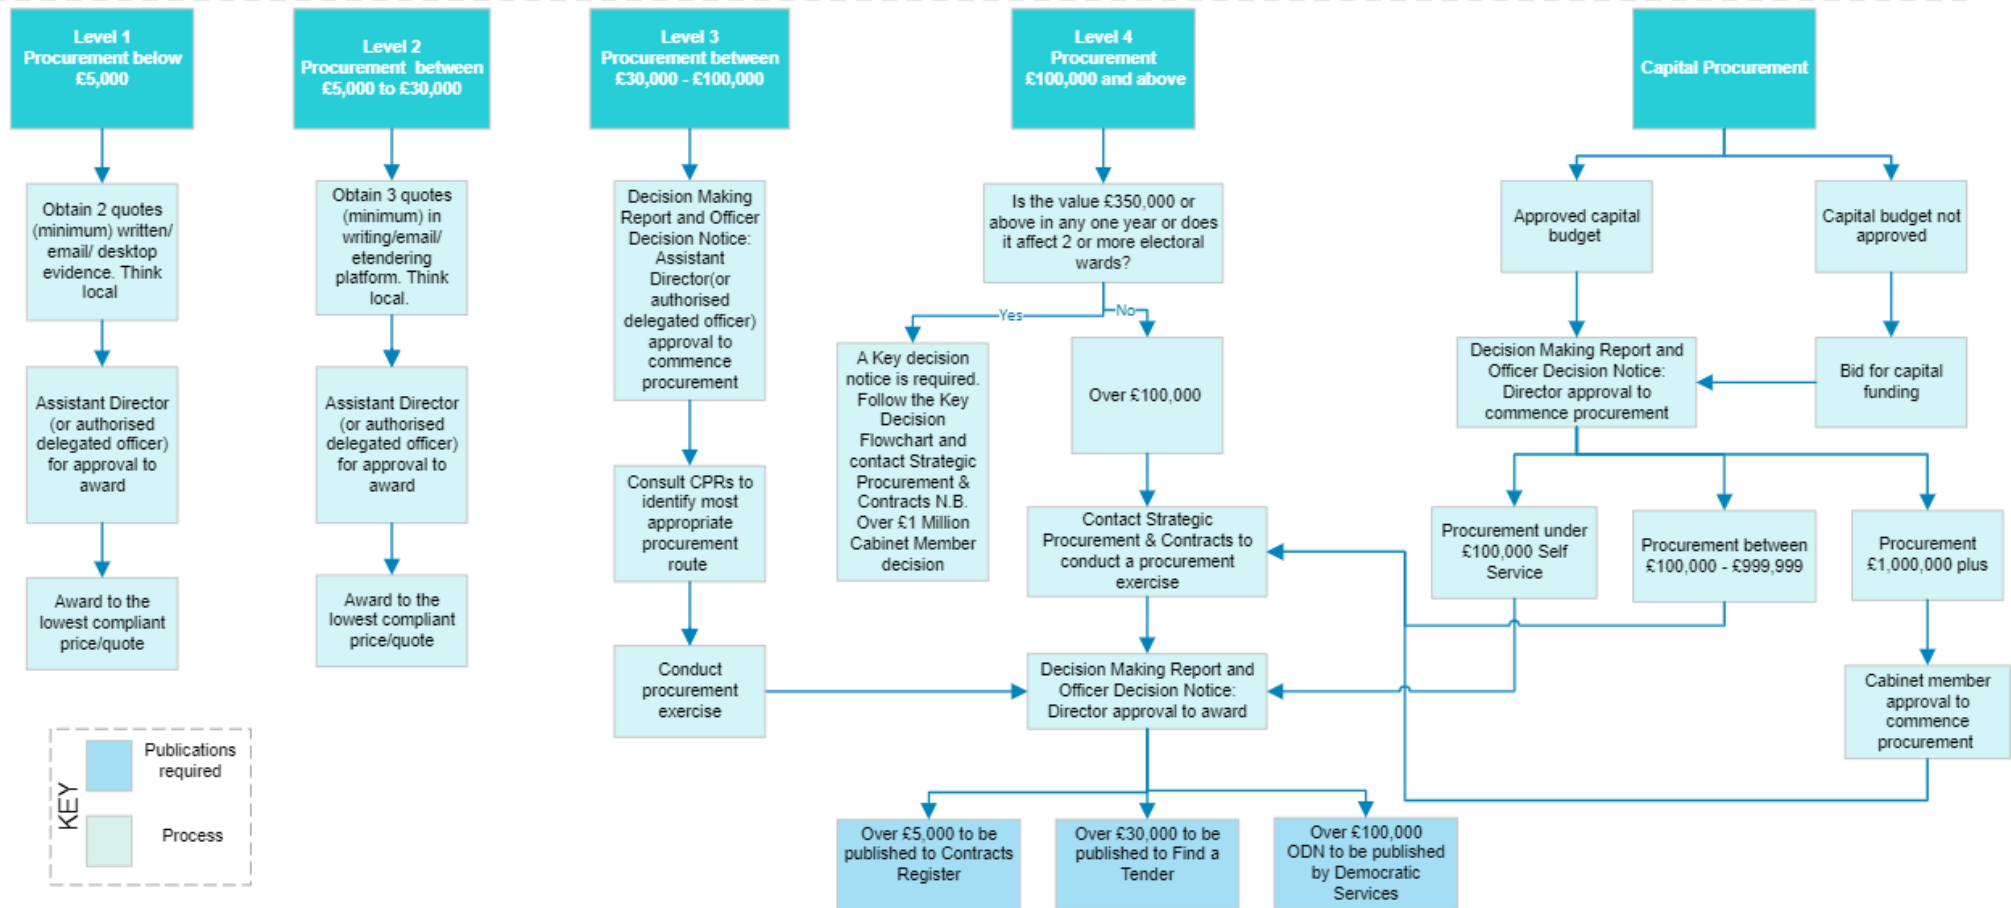 Level 1
Procurement below
£5,000
Level 2
Procurement between
£5,000 to £30,000
Level 3
Procurement between
£30,000 - £100,000
Level 4
Procurement
£100,000 and above
Capital Procurement
Obtain 2 quotes
(minimum) written/
email/ desktop
evidence. Think
local
Assistant Director
(or authorised
delegated officer)
for approval to
award
Award to the
lowest compliant
price/quote
Obtain 3 quotes
(minimum) in
writing/email/
etendering
platform. Think
local.
Assistant Director
(or authorised
delegated officer)
for approval to
award
Award to the
lowest compliant
price/quote
Decision Making
Report and Officer
Decision Notice:
Assistant
Director(or
authorised
delegated officer)
approval to
commence
procurement
Consult CPRs to
identify most
appropriate
procurement
route
Conduct
procurement
exercise
Is the value £350,000 or
above in any one year or does
it affect 2 or more electoral
wards?
Yes
No
A Key decision
notice is required.
Follow the Key
Decision
Flowchart and
contact Strategic
Procurement &
Contracts N.B.
Over £1 Million
Cabinet Member
decision
Over £100,000
Contact Strategic
Procurement & Contracts to
conduct a procurement
exercise
Decision Making Report and
Officer Decision Notice:
Director approval to award
Over £5,000 to be
published to Contracts
Register
Over £30,000 to be
published to Find a
Tender
Over £100,000
ODN to be published
by Democratic
Services
Approved capital
budget
Capital budget not
approved
Decision Making Report and
Officer Decision Notice:
Director approval to
commence procurement
Bid for capital
funding
Procurement under
£100,000 Self
Service
Procurement between
£100,000 - £999,999
Procurement
£1,000,000 plus
Cabinet member
approval to
commence
procurement
KEY
Publications
required
Process